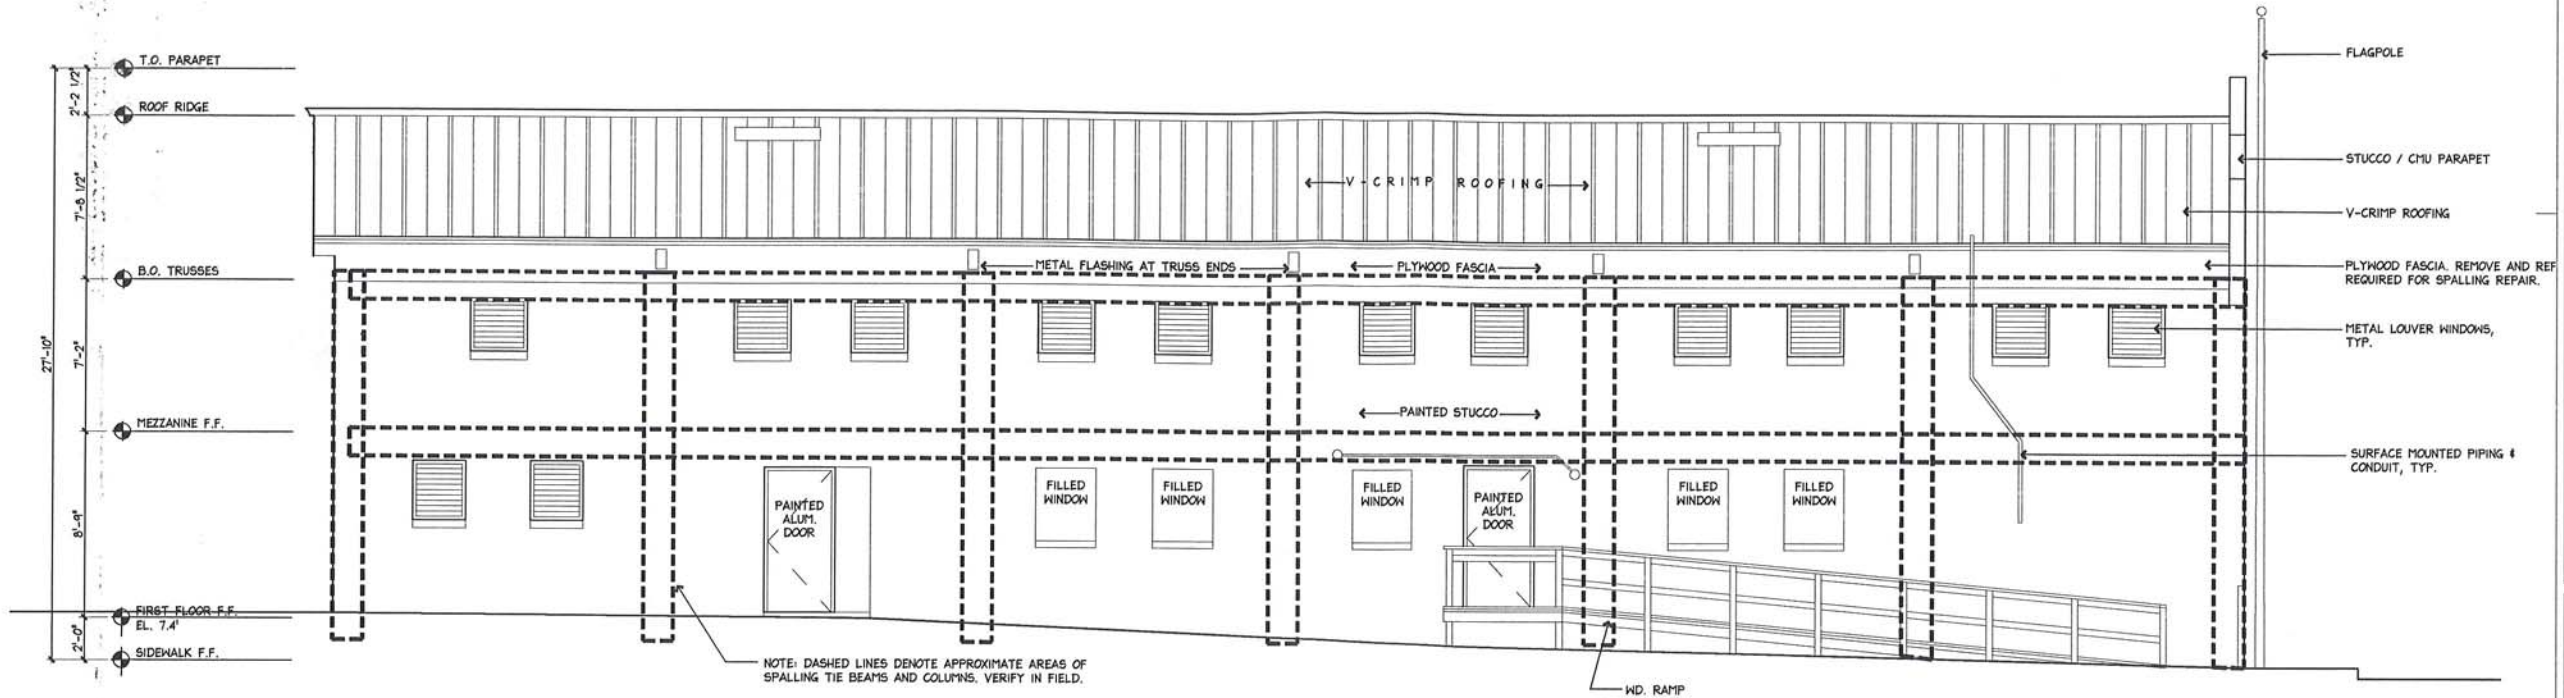 T.O. PARAPET
2'-2 1/2"
ROOF RIDGE
7'-8 1/2"
B.O. TRUSSES
7'-2"
27'-10"
MEZZANINE F.F.
8'-9"
FIRST FLOOR F.F.
EL. 7.4'
2'-0"
SIDEWALK F.F.
V-CRIMP ROOFING
METAL FLASHING AT TRUSS ENDS
PLYWOOD FASCIA
PAINTED STUCCO
PAINTED
ALUM.
DOOR
FILLED
WINDOW
FILLED
WINDOW
FILLED
WINDOW
PAINTED
ALUM.
DOOR
FILLED
WINDOW
FILLED
WINDOW
NOTE: DASHED LINES DENOTE APPROXIMATE AREAS OF
SPALLING TIE BEAMS AND COLUMNS. VERIFY IN FIELD.
WD. RAMP
FLAGPOLE
STUCCO / CMU PARAPET
V-CRIMP ROOFING
PLYWOOD FASCIA. REMOVE AND REF
REQUIRED FOR SPALLING REPAIR.
METAL LOUVER WINDOWS,
TYP.
SURFACE MOUNTED PIPING &
CONDUIT, TYP.